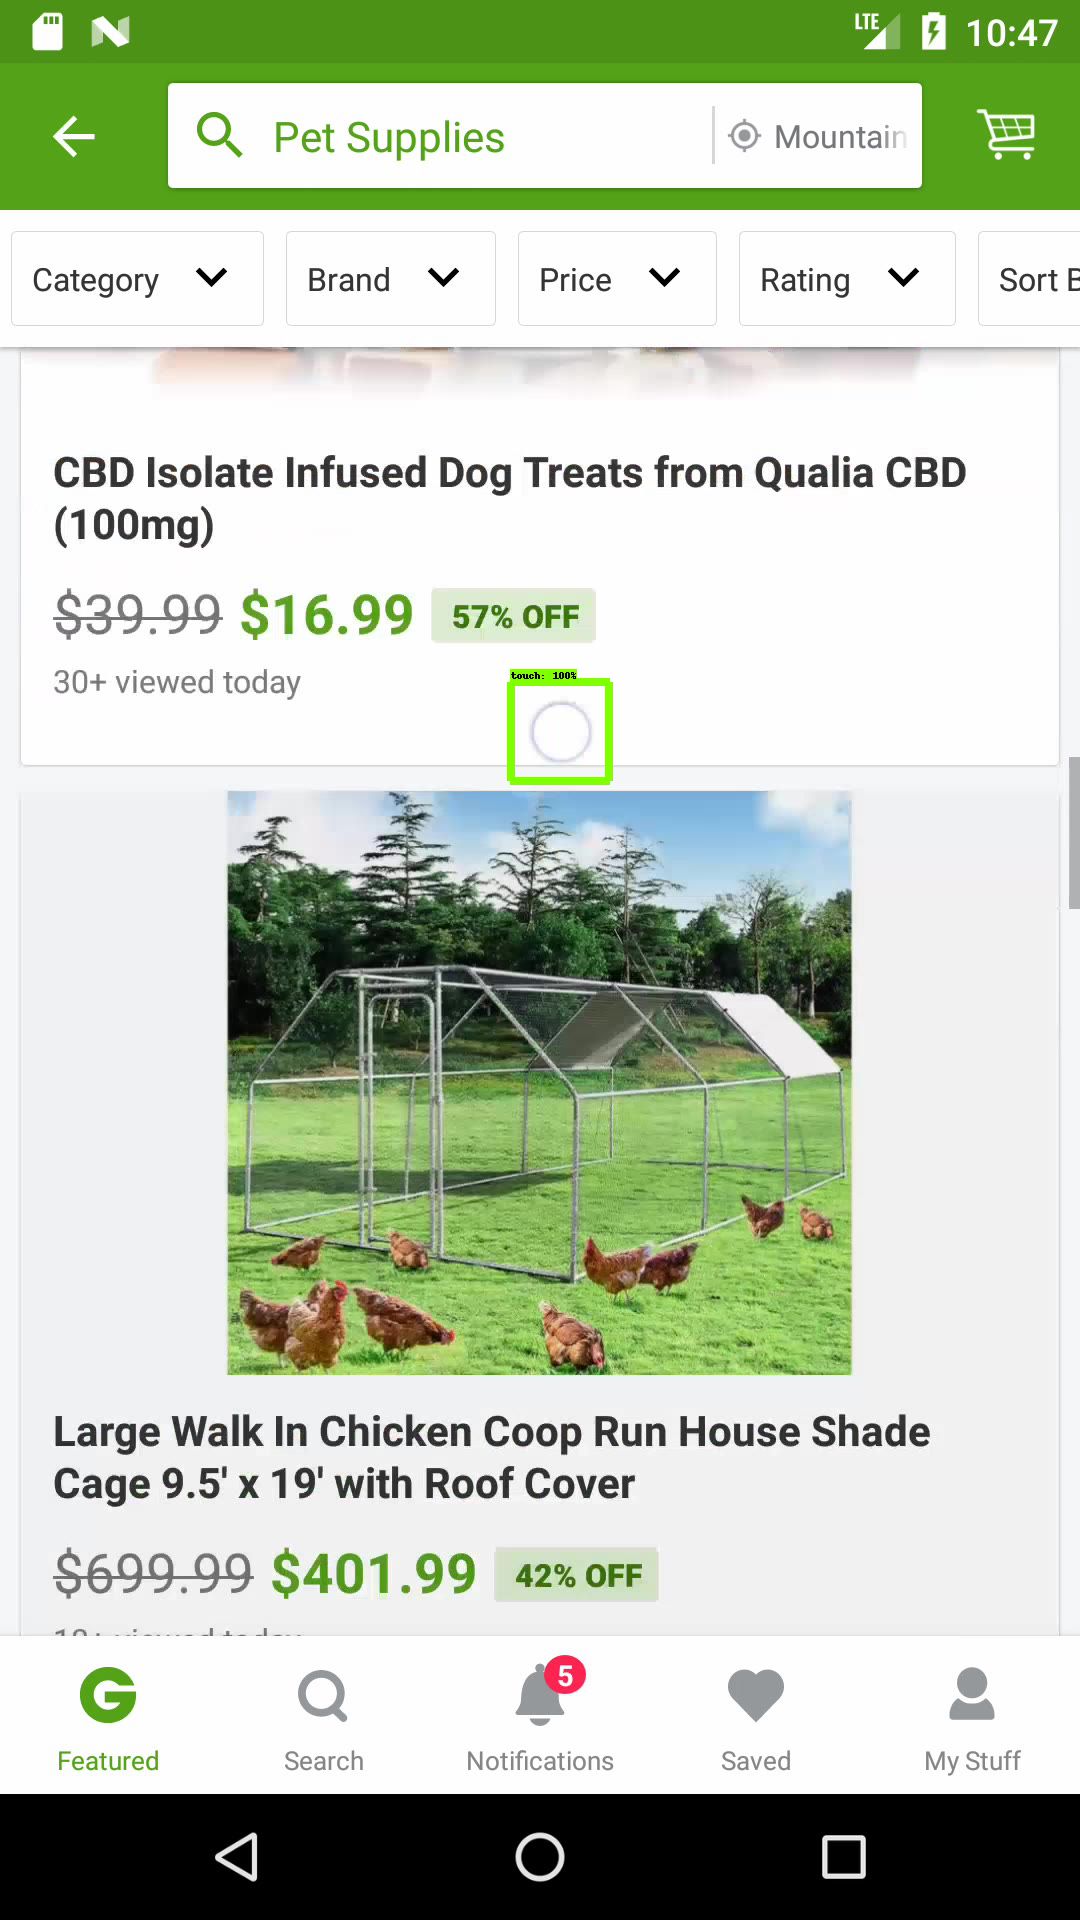 LTE 10:47
Pet Supplies Mountain
Category Brand Price Rating Sort B
CBD Isolate Infused Dog Treats from Qualia CBD
(100mg)
$39.99 $16.99 57% OFF
30+ viewed today
touch: 100%
Large Walk In Chicken Coop Run House Shade
Cage 9.5' x 19' with Roof Cover
$699.99 $401.99 42% OFF
viewed today
5
Featured Search Notifications Saved My Stuff